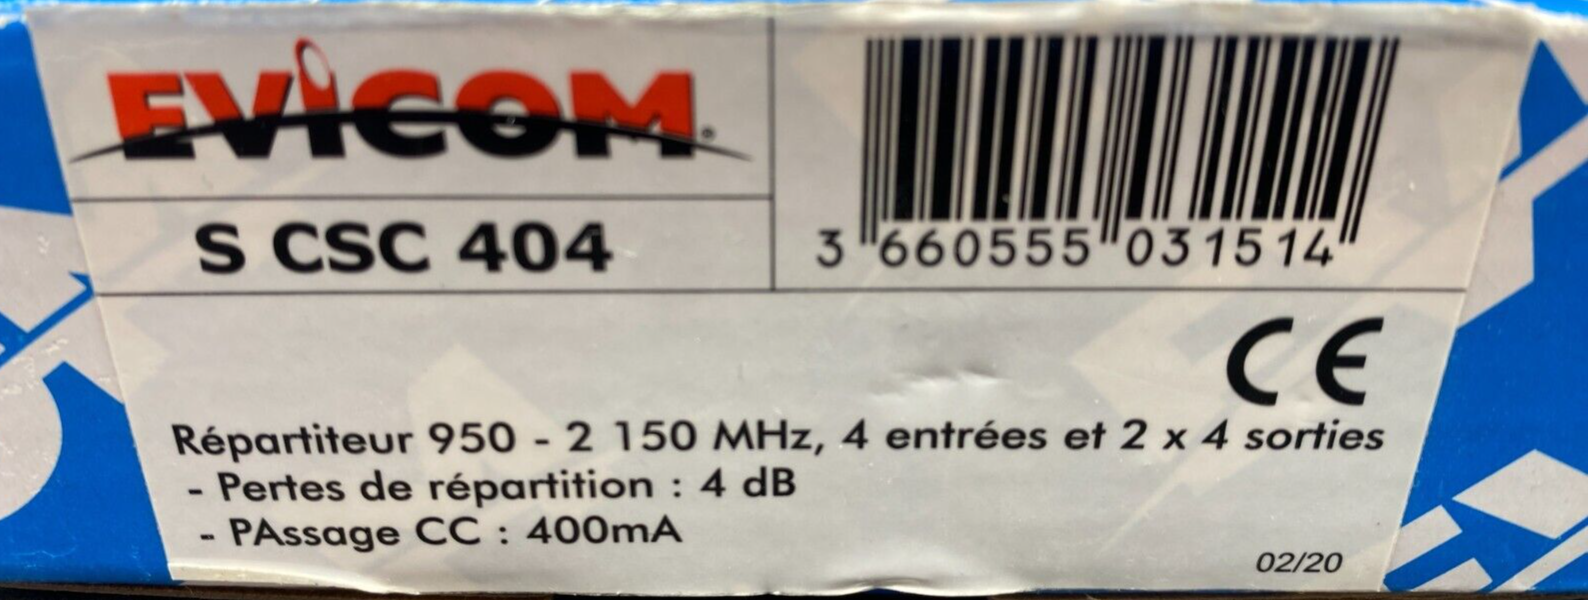 EVICOM
S CSC 404
3 660555 031514
CE
Répartiteur 950 - 2 150 MHz, 4 entrées et 2 x 4 sorties
- Pertes de répartition : 4 dB
- PAssage CC : 400mA
02/20